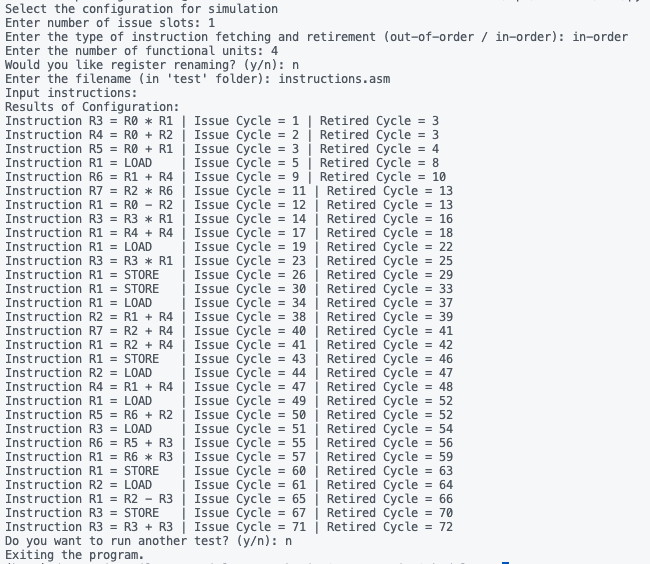 Select the configuration for simulation
Enter number of issue slots: 1
Enter the type of instruction fetching and retirement (out-of-order / in-order): in-order
Enter the number of functional units: 4
Would you like register renaming? (y/n): n
Enter the filename (in 'test' folder): instructions.asm
Input instructions:
Results of Configuration:
Instruction R3 = R0 * R1 | Issue Cycle = 1 | Retired Cycle = 3
Instruction R4 = R0 + R2 | Issue Cycle = 2 | Retired Cycle = 3
Instruction R5 = R0 + R1 | Issue Cycle = 3 | Retired Cycle = 4
Instruction R1 = LOAD    | Issue Cycle = 5 | Retired Cycle = 8
Instruction R6 = R1 + R4 | Issue Cycle = 9 | Retired Cycle = 10
Instruction R7 = R2 * R6 | Issue Cycle = 11 | Retired Cycle = 13
Instruction R1 = R0 - R2 | Issue Cycle = 12 | Retired Cycle = 13
Instruction R3 = R3 * R1 | Issue Cycle = 14 | Retired Cycle = 16
Instruction R1 = R4 + R4 | Issue Cycle = 17 | Retired Cycle = 18
Instruction R1 = LOAD    | Issue Cycle = 19 | Retired Cycle = 22
Instruction R3 = R3 * R1 | Issue Cycle = 23 | Retired Cycle = 25
Instruction R1 = STORE   | Issue Cycle = 26 | Retired Cycle = 29
Instruction R1 = STORE   | Issue Cycle = 30 | Retired Cycle = 33
Instruction R1 = LOAD    | Issue Cycle = 34 | Retired Cycle = 37
Instruction R2 = R1 + R4 | Issue Cycle = 38 | Retired Cycle = 39
Instruction R7 = R2 + R4 | Issue Cycle = 40 | Retired Cycle = 41
Instruction R1 = R2 + R4 | Issue Cycle = 41 | Retired Cycle = 42
Instruction R1 = STORE   | Issue Cycle = 43 | Retired Cycle = 46
Instruction R2 = LOAD    | Issue Cycle = 44 | Retired Cycle = 47
Instruction R4 = R1 + R4 | Issue Cycle = 47 | Retired Cycle = 48
Instruction R1 = LOAD    | Issue Cycle = 49 | Retired Cycle = 52
Instruction R5 = R6 + R2 | Issue Cycle = 50 | Retired Cycle = 52
Instruction R3 = LOAD    | Issue Cycle = 51 | Retired Cycle = 54
Instruction R6 = R5 + R3 | Issue Cycle = 55 | Retired Cycle = 56
Instruction R1 = R6 * R3 | Issue Cycle = 57 | Retired Cycle = 59
Instruction R1 = STORE   | Issue Cycle = 60 | Retired Cycle = 63
Instruction R2 = LOAD    | Issue Cycle = 61 | Retired Cycle = 64
Instruction R1 = R2 - R3 | Issue Cycle = 65 | Retired Cycle = 66
Instruction R3 = STORE   | Issue Cycle = 67 | Retired Cycle = 70
Instruction R3 = R3 + R3 | Issue Cycle = 71 | Retired Cycle = 72
Do you want to run another test? (y/n): n
Exiting the program.